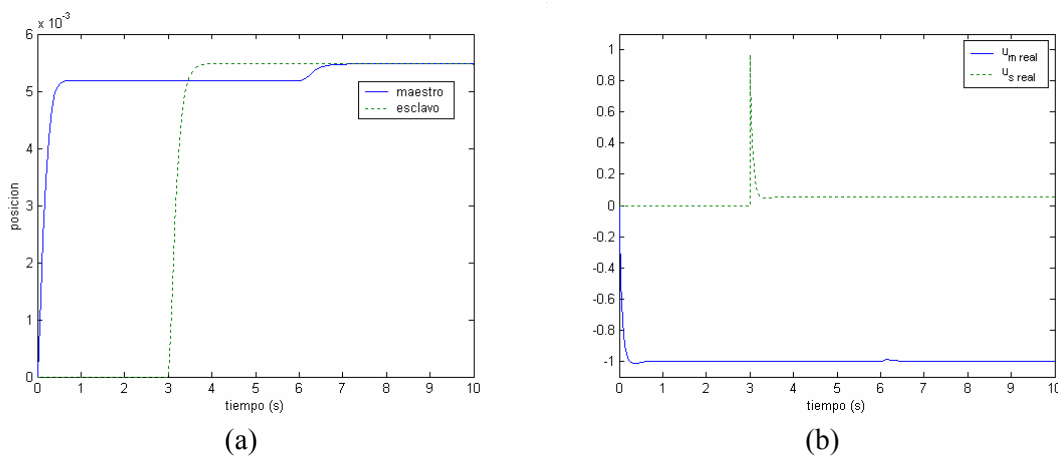 x 10⁻³
6
5
4
3
2
1
0
posicion
maestro
esclavo
0 1 2 3 4 5 6 7 8 9 10
tiempo (s)
(a)
1
0.8
0.6
0.4
0.2
0
-0.2
-0.4
-0.6
-0.8
-1
u_m real
u_s real
0 1 2 3 4 5 6 7 8 9 10
tiempo (s)
(b)